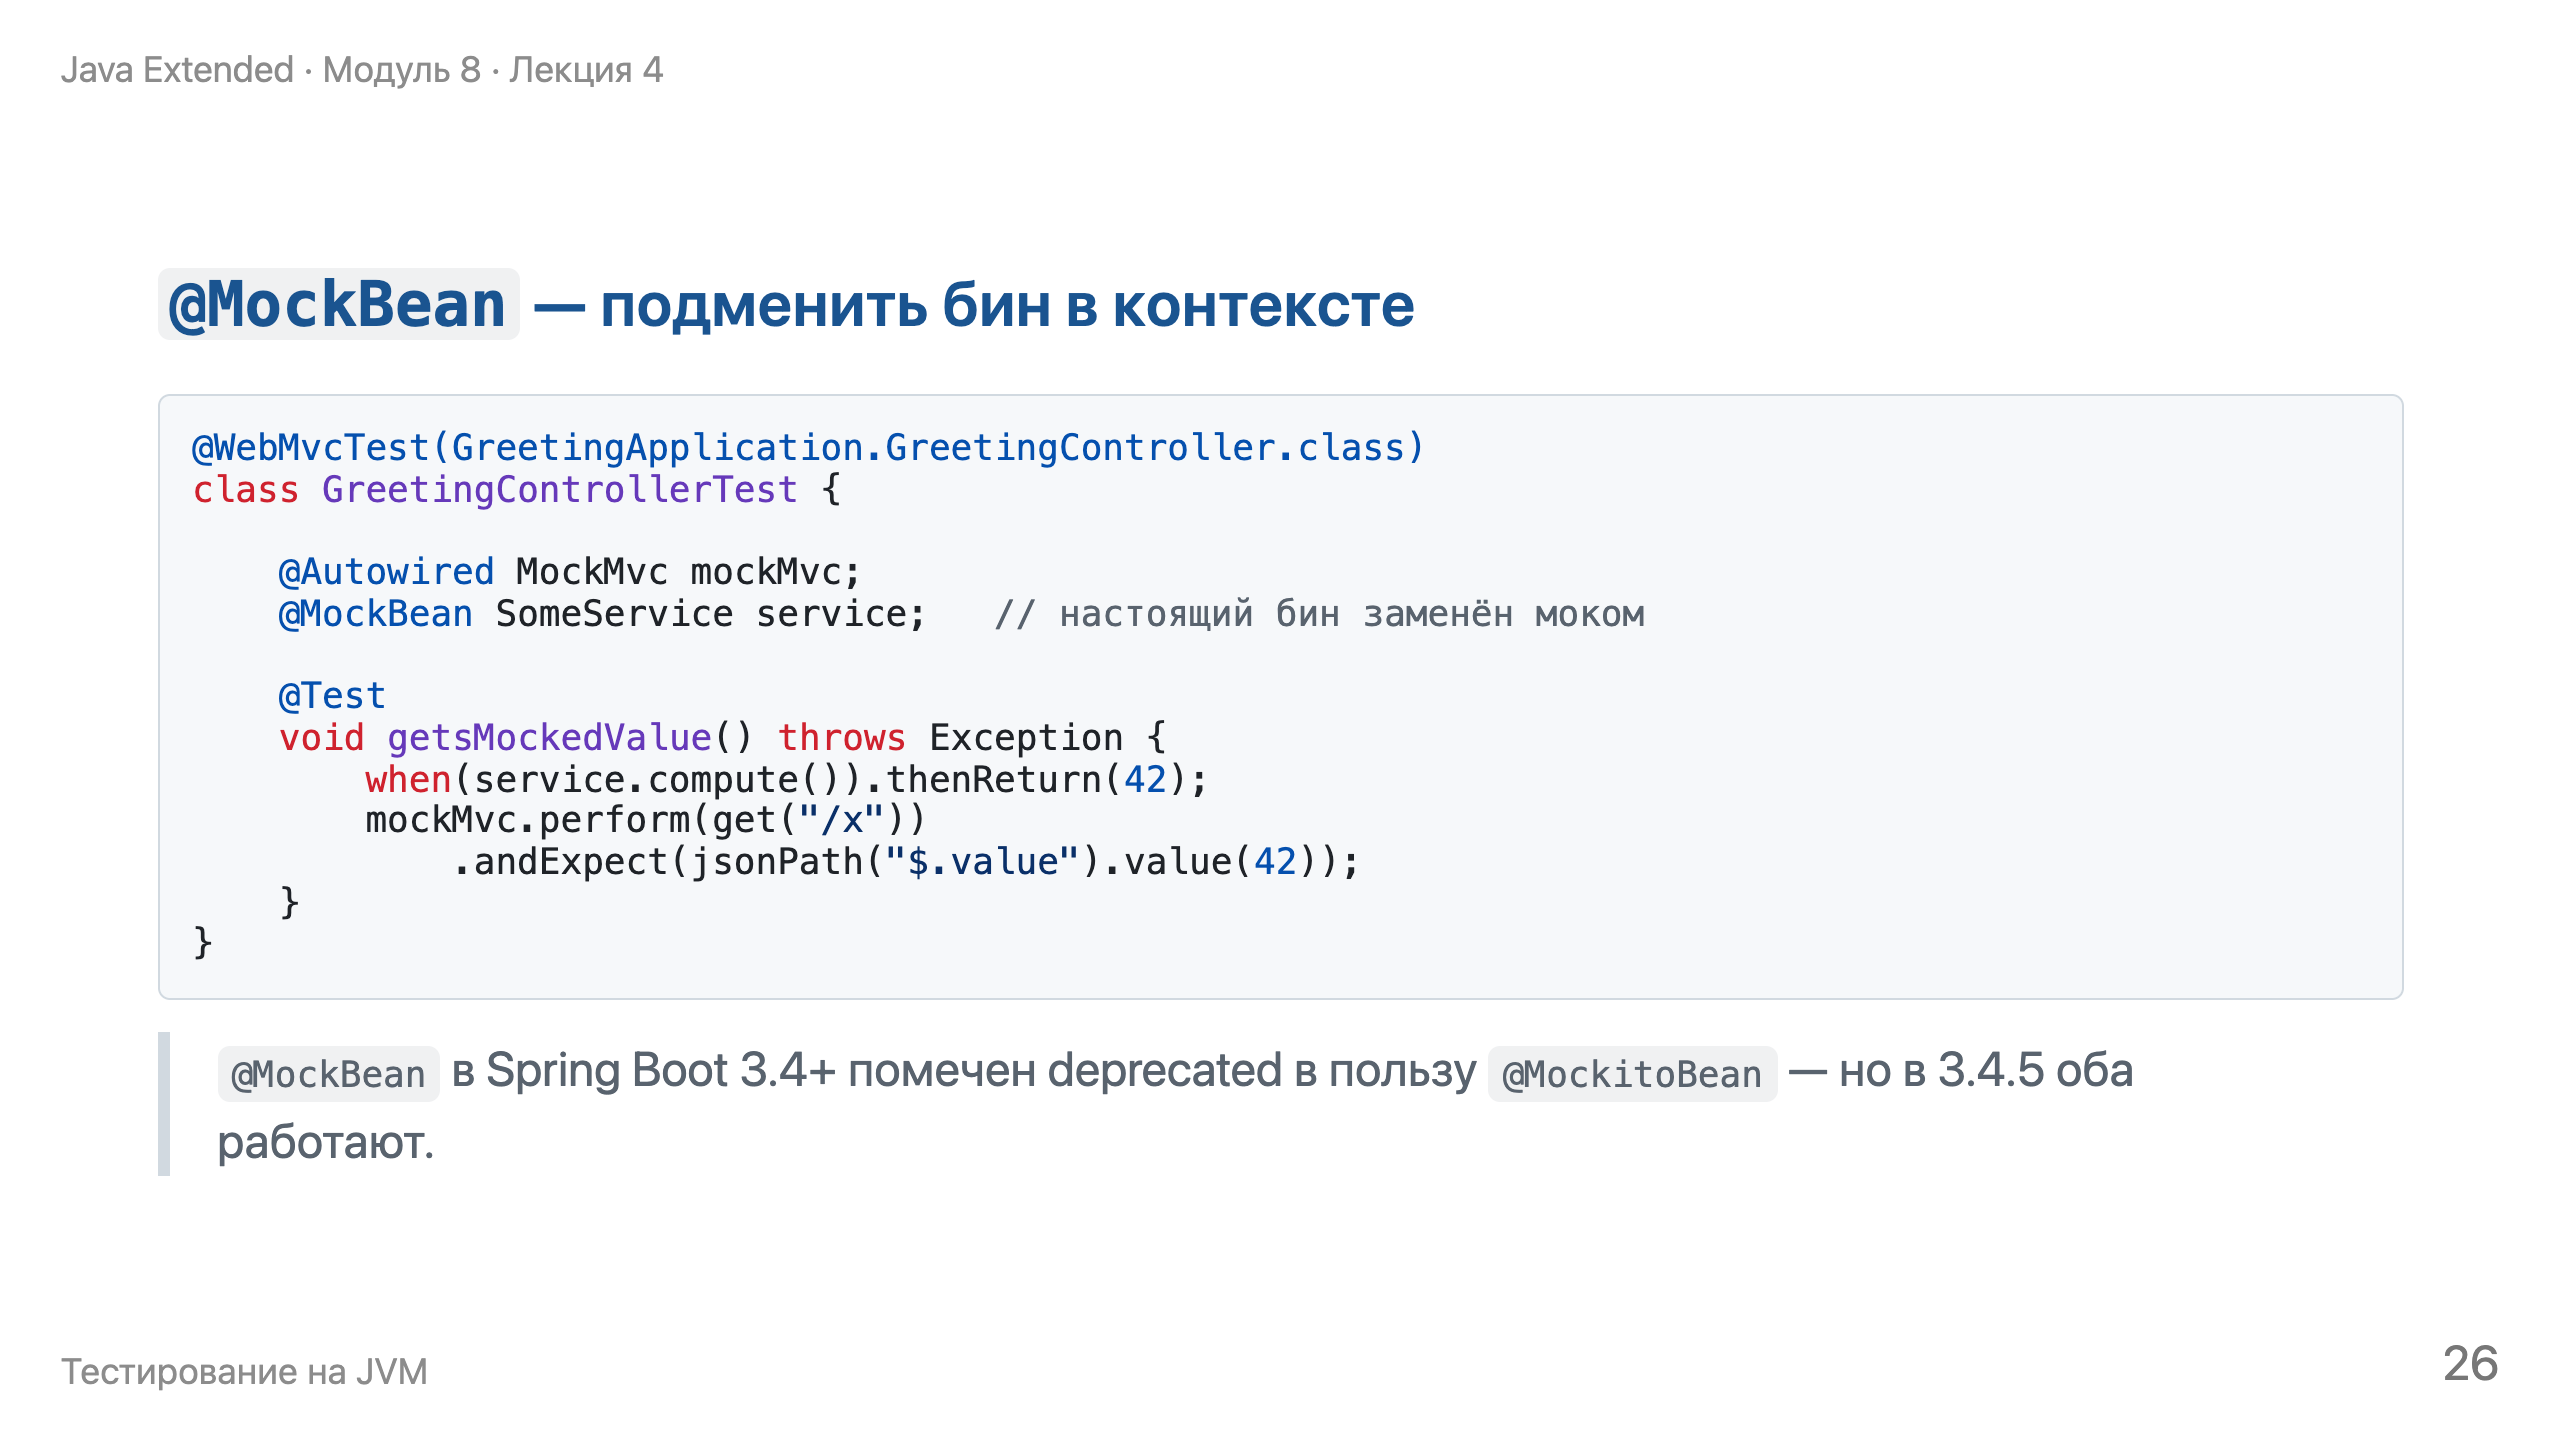 Java Extended · Модуль 8 · Лекция 4
@MockBean — подменить бин в контексте
@WebMvcTest(GreetingApplication.GreetingController.class)
class GreetingControllerTest {
    @Autowired MockMvc mockMvc;
    @MockBean SomeService service;   // настоящий бин заменён моком
    @Test
    void getsMockedValue() throws Exception {
        when(service.compute()).thenReturn(42);
        mockMvc.perform(get("/x"))
            .andExpect(jsonPath("$.value").value(42));
    }
}
@MockBean в Spring Boot 3.4+ помечен deprecated в пользу @MockitoBean — но в 3.4.5 оба
работают.
Тестирование на JVM
26